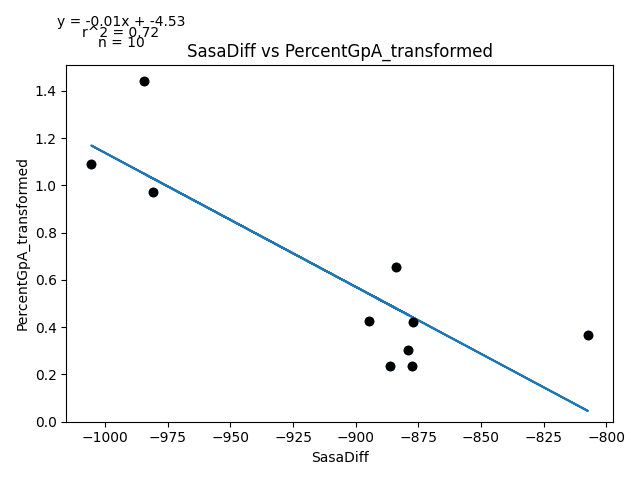 y = -0.01x + -4.53
r^2 = 0.72
n = 10
SasaDiff vs PercentGpA_transformed
1.4
1.2
1.0
0.8
0.6
0.4
0.2
0.0
PercentGpA_transformed
−1000 −975 −950 −925 −900 −875 −850 −825 −800
SasaDiff